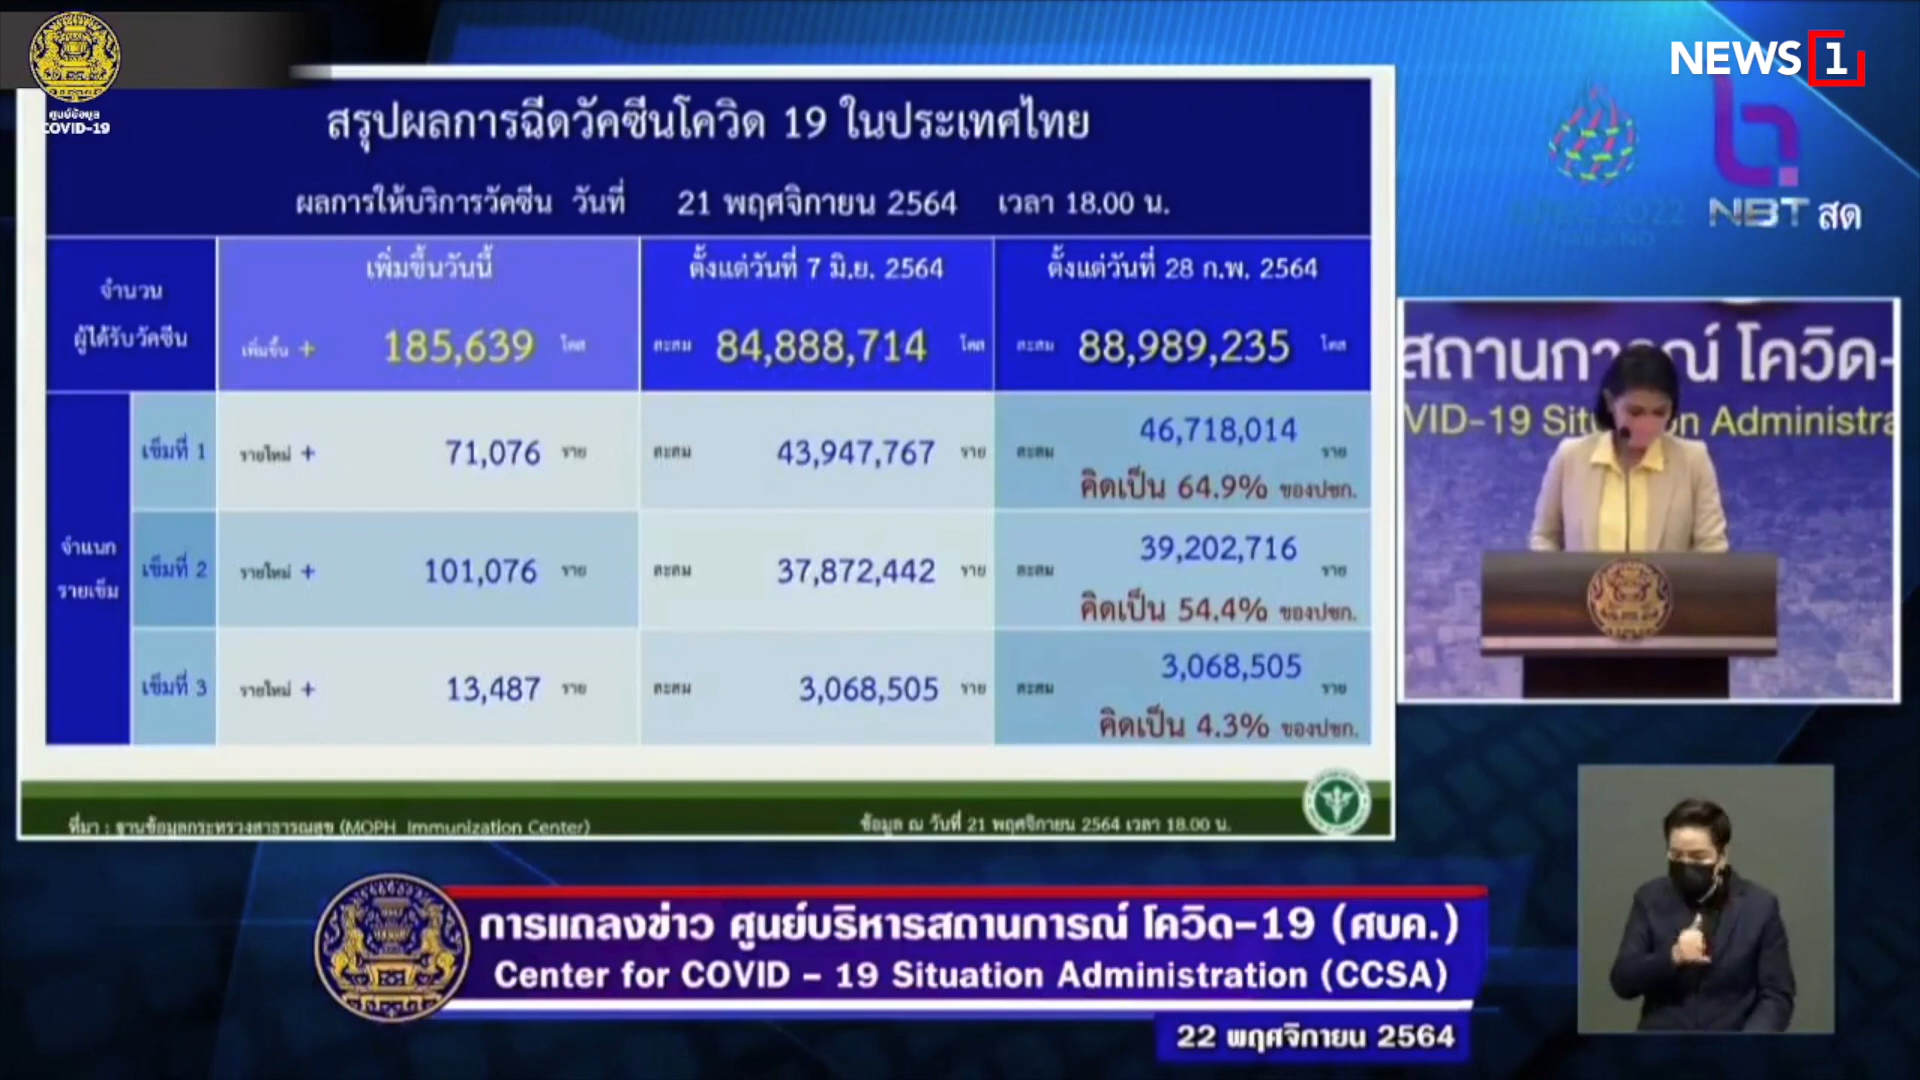 ศูนย์ข้อมูล
COVID-19
NEWS 1
NBT สด
สรุปผลการฉีดวัคซีนโควิด 19 ในประเทศไทย
ผลการให้บริการวัคซีน วันที่ 21 พฤศจิกายน 2564 เวลา 18.00 น.
จำนวน
ผู้ได้รับวัคซีน
เพิ่มขึ้นวันนี้
เพิ่มขึ้น + 185,639 โดส
ตั้งแต่วันที่ 7 มิ.ย. 2564
สะสม 84,888,714 โดส
ตั้งแต่วันที่ 28 ก.พ. 2564
สะสม 88,989,235 โดส
จำแนก
รายเข็ม
เข็มที่ 1 รายใหม่ + 71,076 ราย สะสม 43,947,767 ราย สะสม 46,718,014 ราย
คิดเป็น 64.9% ของปชก.
เข็มที่ 2 รายใหม่ + 101,076 ราย สะสม 37,872,442 ราย สะสม 39,202,716 ราย
คิดเป็น 54.4% ของปชก.
เข็มที่ 3 รายใหม่ + 13,487 ราย สะสม 3,068,505 ราย สะสม 3,068,505 ราย
คิดเป็น 4.3% ของปชก.
ที่มา : ฐานข้อมูลกระทรวงสาธารณสุข (MOPH Immunization Center)
ข้อมูล ณ วันที่ 21 พฤศจิกายน 2564 เวลา 18.00 น.
สถานการณ์ โควิด-
VID-19 Situ n Administra
การแถลงข่าว ศูนย์บริหารสถานการณ์ โควิด-19 (ศบค.)
Center for COVID – 19 Situation Administration (CCSA)
22 พฤศจิกายน 2564